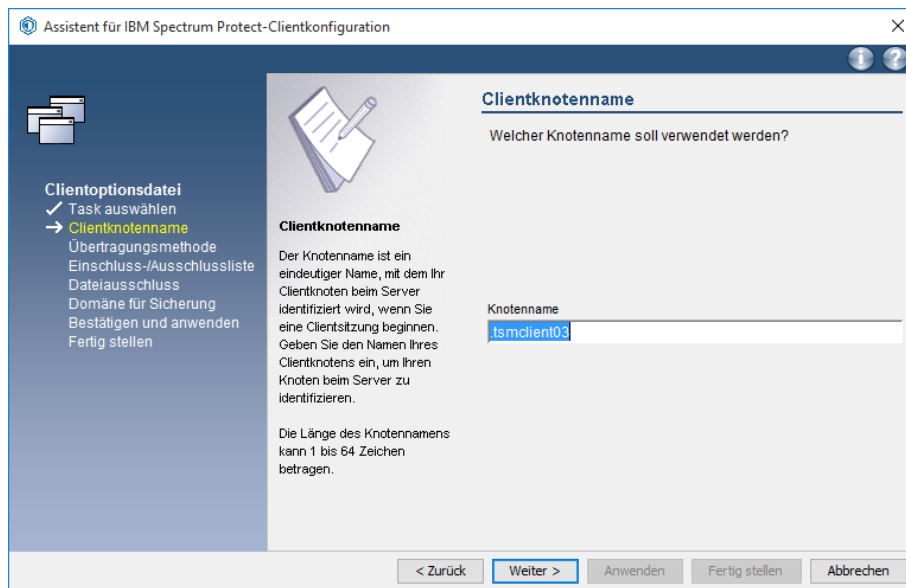 Assistent für IBM Spectrum Protect-Clientkonfiguration
Clientoptionsdatei
Task auswählen
Clientknotenname
Übertragungsmethode
Einschluss-/Ausschlussliste
Dateiausschluss
Domäne für Sicherung
Bestätigen und anwenden
Fertig stellen
Clientknotenname
Der Knotenname ist ein
eindeutiger Name, mit dem Ihr
Clientknoten beim Server
identifiziert wird, wenn Sie
eine Clientsitzung beginnen.
Geben Sie den Namen Ihres
Clientknotens ein, um Ihren
Knoten beim Server zu
identifizieren.
Die Länge des Knotennamens
kann 1 bis 64 Zeichen
betragen.
Clientknotenname
Welcher Knotenname soll verwendet werden?
Knotenname
.tsmclient03
< Zurück
Weiter >
Anwenden
Fertig stellen
Abbrechen